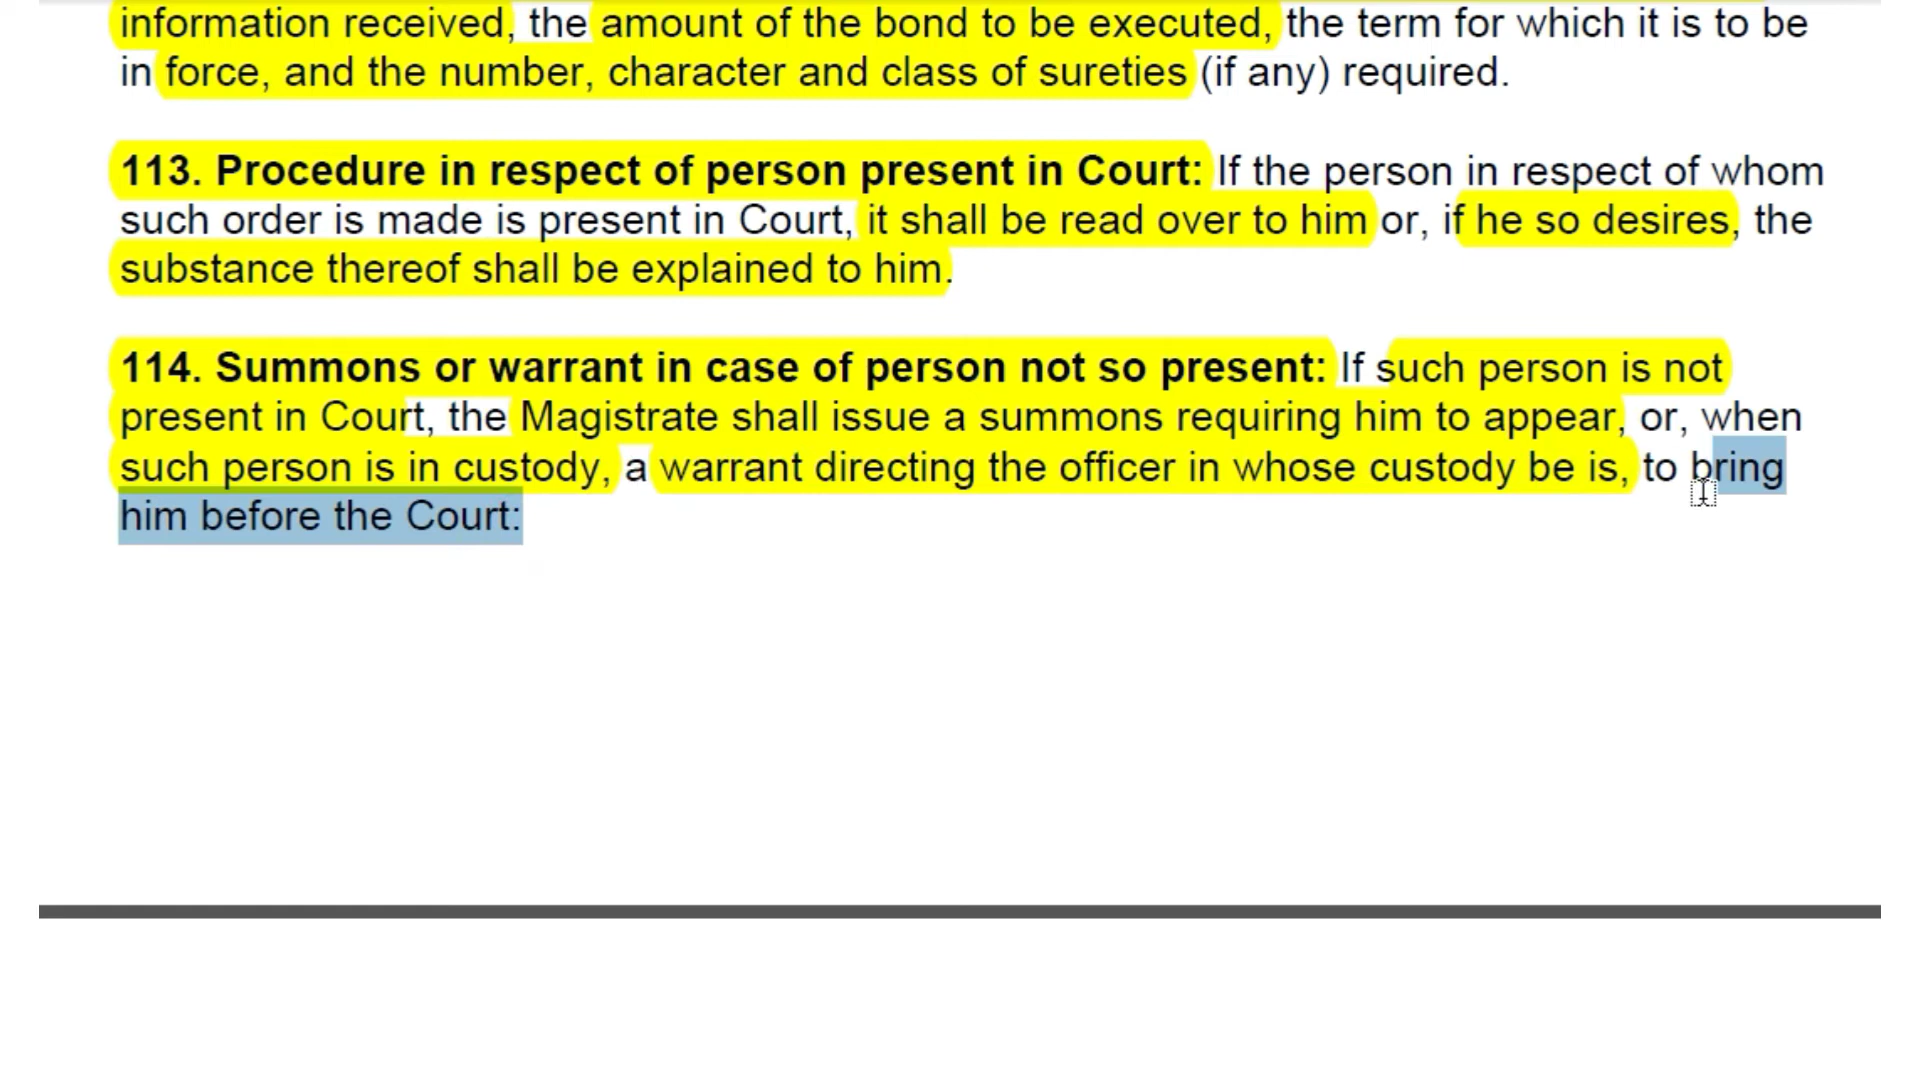 information received, the amount of the bond to be executed, the term for which it is to be
in force, and the number, character and class of sureties (if any) required.
113. Procedure in respect of person present in Court: If the person in respect of whom
such order is made is present in Court, it shall be read over to him or, if he so desires, the
substance thereof shall be explained to him.
114. Summons or warrant in case of person not so present: If such person is not
present in Court, the Magistrate shall issue a summons requiring him to appear, or, when
such person is in custody, a warrant directing the officer in whose custody be is, to bring
him before the Court: